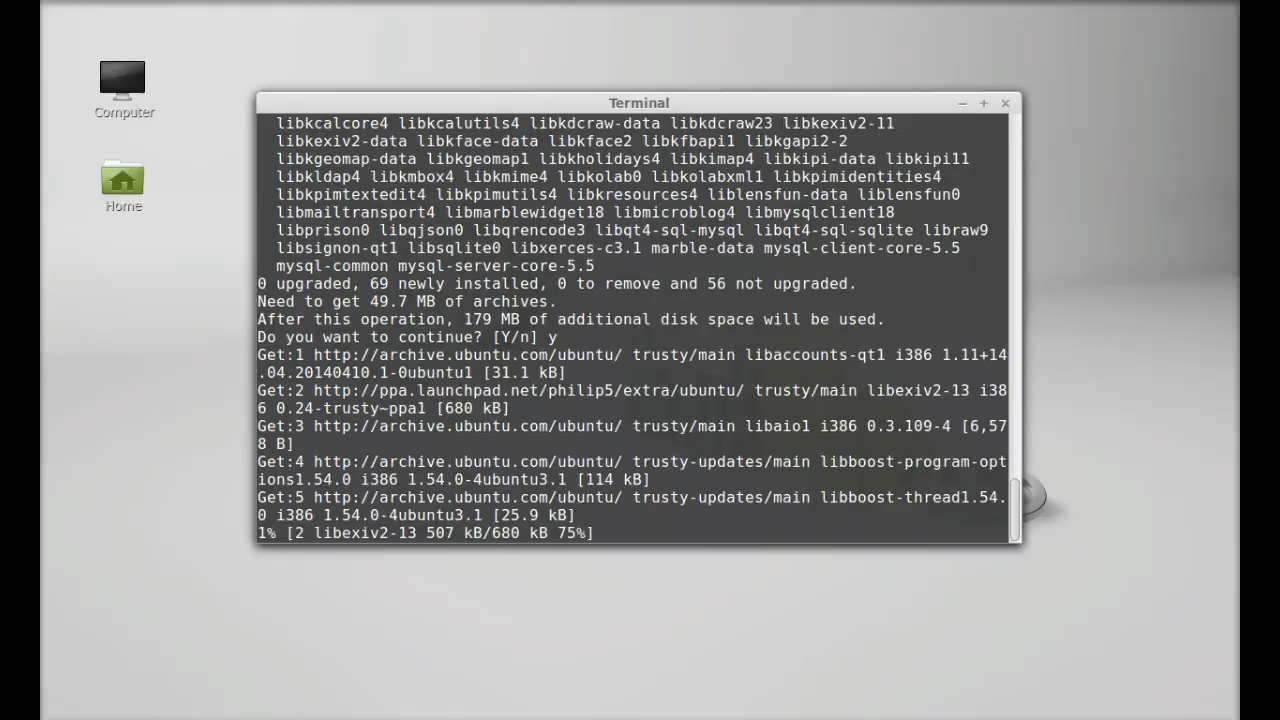 Computer
Home
Terminal
libkcalcore4 libkcalutils4 libkdcraw-data libkdcraw23 libkexiv2-11
libkexiv2-data libkface-data libkface2 libkfbapi1 libkgapi2-2
libkgeomap-data libkgeomap1 libkholidays4 libkimap4 libkipi-data libkipi11
libkldap4 libkmbox4 libkmime4 libkolab0 libkolabxml1 libkpimidentities4
libkpimtextedit4 libkpimutils4 libkresources4 liblensfun-data liblensfun0
libmailtransport4 libmarblewidget18 libmicroblog4 libmysqlclient18
libprison0 libqjson0 libqrencode3 libqt4-sql-mysql libqt4-sql-sqlite libraw9
libsignon-qt1 libsqlite0 libxerces-c3.1 marble-data mysql-client-core-5.5
mysql-common mysql-server-core-5.5
0 upgraded, 69 newly installed, 0 to remove and 56 not upgraded.
Need to get 49.7 MB of archives.
After this operation, 179 MB of additional disk space will be used.
Do you want to continue? [Y/n] y
Get:1 http://archive.ubuntu.com/ubuntu/ trusty/main libaccounts-qt1 i386 1.11+14
.04.20140410.1-0ubuntu1 [31.1 kB]
Get:2 http://ppa.launchpad.net/philip5/extra/ubuntu/ trusty/main libexiv2-13 i38
6 0.24-trusty~ppa1 [680 kB]
Get:3 http://archive.ubuntu.com/ubuntu/ trusty/main libaio1 i386 0.3.109-4 [6,57
8 B]
Get:4 http://archive.ubuntu.com/ubuntu/ trusty-updates/main libboost-program-opt
ions1.54.0 i386 1.54.0-4ubuntu3.1 [114 kB]
Get:5 http://archive.ubuntu.com/ubuntu/ trusty-updates/main libboost-thread1.54.
0 i386 1.54.0-4ubuntu3.1 [25.9 kB]
1% [2 libexiv2-13 507 kB/680 kB 75%]